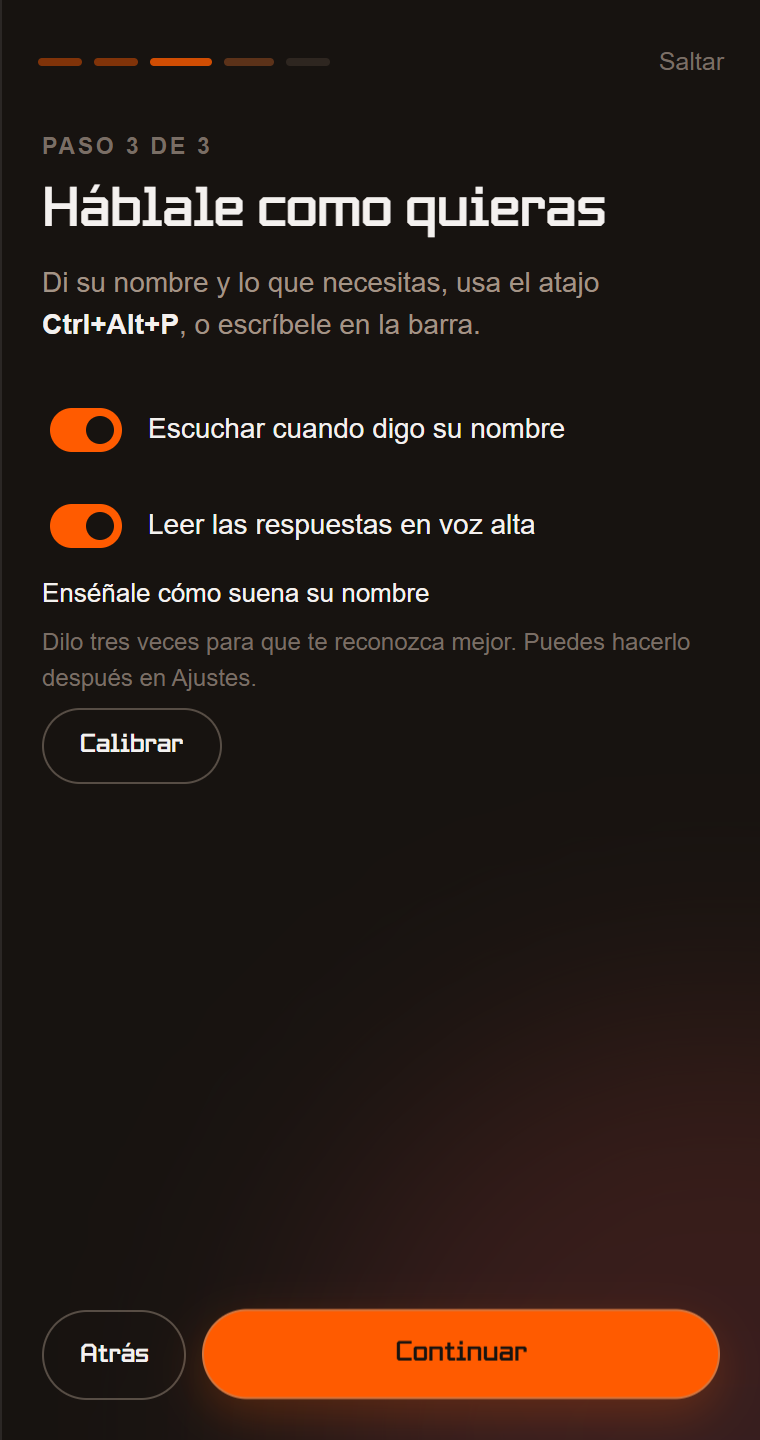 Saltar
PASO 3 DE 3
Háblale como quieras
Di su nombre y lo que necesitas, usa el atajo
Ctrl+Alt+P, o escríbele en la barra.
Escuchar cuando digo su nombre
Leer las respuestas en voz alta
Enséñale cómo suena su nombre
Dilo tres veces para que te reconozca mejor. Puedes hacerlo
después en Ajustes.
Calibrar
Atrás
Continuar